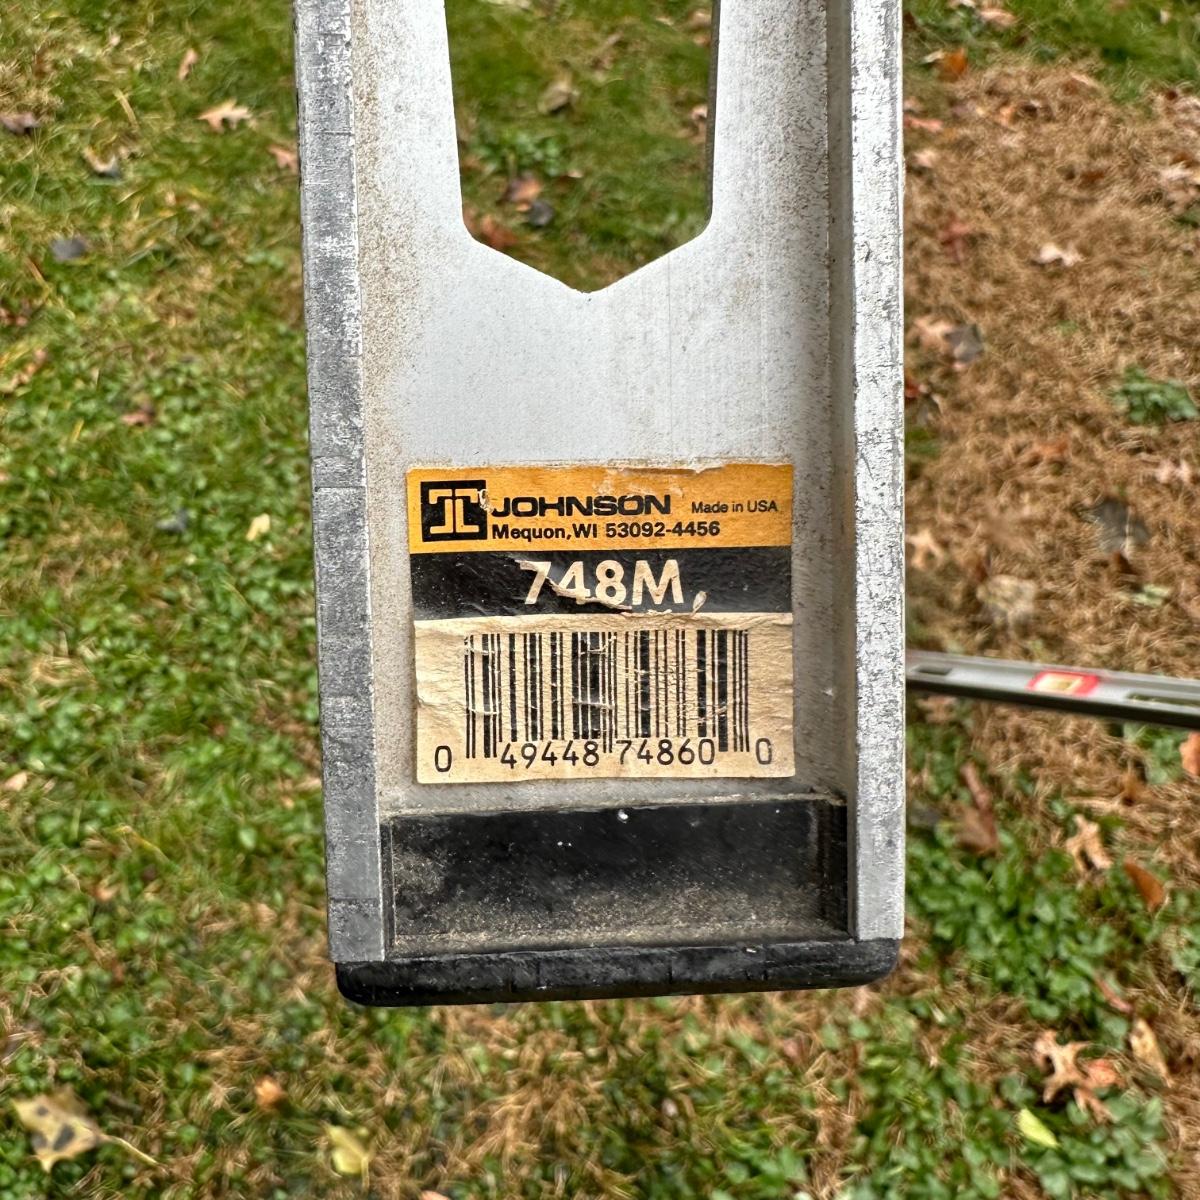 JOHNSON Made in USA
Mequon, WI 53092-4456
748M
0 49448 74860 0